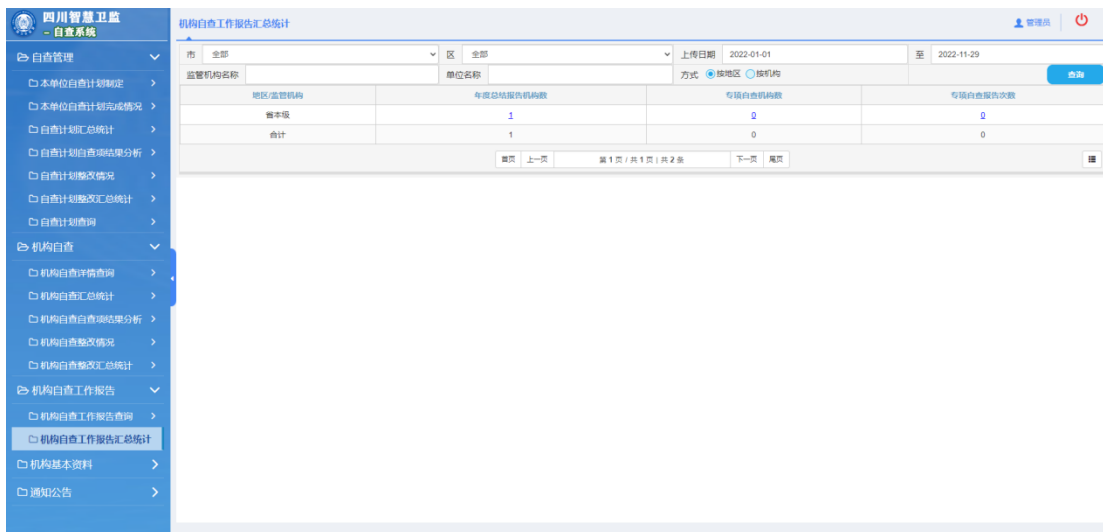 四川智慧卫监
- 自查系统
机构自查工作报告汇总统计
管理员
自查管理
本单位自查计划制定
本单位自查计划完成情况
自查计划汇总统计
自查计划自查项结果分析
自查计划整改情况
自查计划整改汇总统计
自查计划查询
机构自查
机构自查详情查询
机构自查汇总统计
机构自查自查项结果分析
机构自查整改情况
机构自查整改汇总统计
机构自查工作报告
机构自查工作报告查询
机构自查工作报告汇总统计
机构基本资料
通知公告
市 全部 区 全部 上传日期 2022-01-01 至 2022-11-29
监管机构名称 单位名称 方式 按地区 按机构 查询
地区/监管机构 年度总结报告机构数 专项自查机构数 专项自查报告次数
省本级 1 0 0
合计 1 0 0
首页 上一页 第 1 页 / 共 1 页 | 共 2 条 下一页 尾页